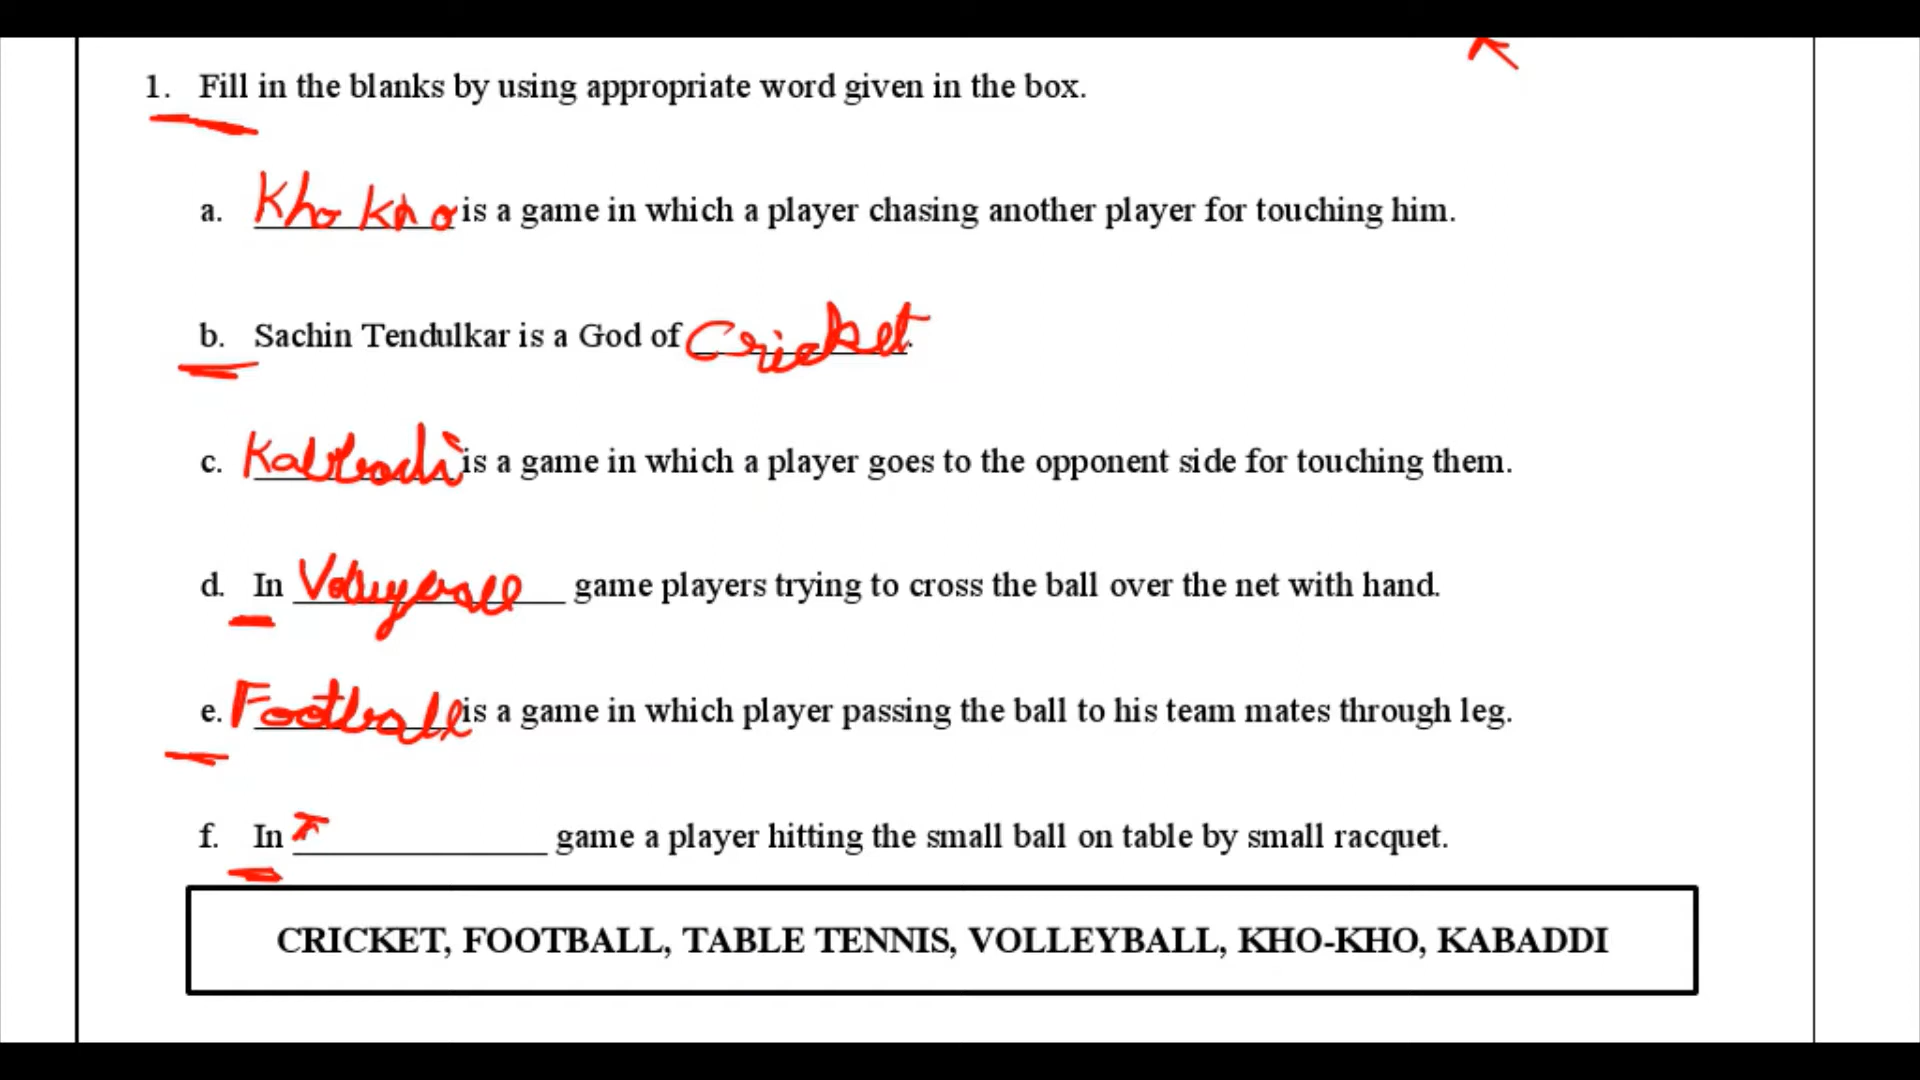 1. Fill in the blanks by using appropriate word given in the box.
a. Kho Kho is a game in which a player chasing another player for touching him.
b. Sachin Tendulkar is a God of Cricket.
c. Kabbadi is a game in which a player goes to the opponent side for touching them.
d. In Volleyball game players trying to cross the ball over the net with hand.
e. Football is a game in which player passing the ball to his team mates through leg.
f. In T game a player hitting the small ball on table by small racquet.
CRICKET, FOOTBALL, TABLE TENNIS, VOLLEYBALL, KHO-KHO, KABADDI